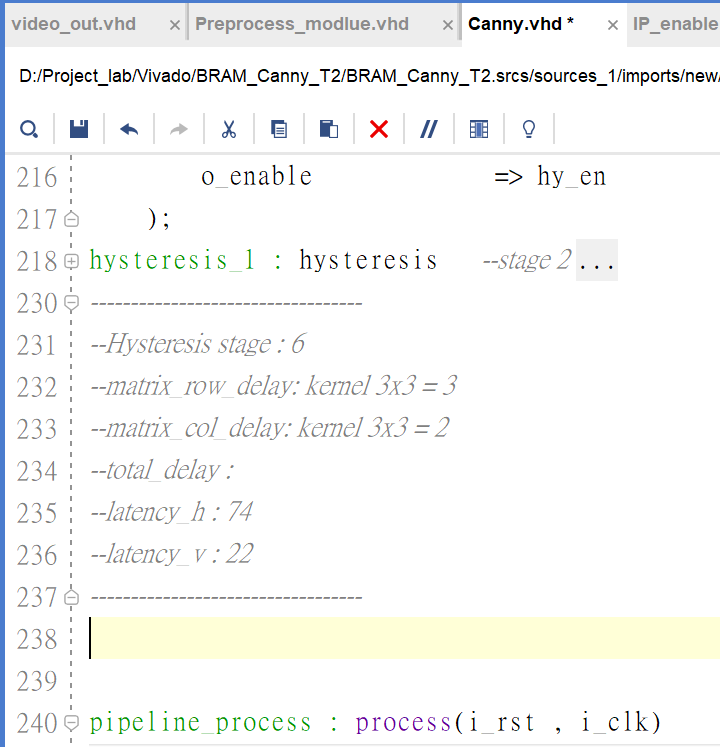 video_out.vhd × Preprocess_modlue.vhd × Canny.vhd * × IP_enable
D:/Project_lab/Vivado/BRAM_Canny_T2/BRAM_Canny_T2.srcs/sources_1/imports/new/
216 o_enable => hy_en
217 );
218 hysteresis_1 : hysteresis --stage 2 ...
230 ----------------------------------
231 --Hysteresis stage : 6
232 --matrix_row_delay: kernel 3x3 = 3
233 --matrix_col_delay: kernel 3x3 = 2
234 --total_delay :
235 --latency_h : 74
236 --latency_v : 22
237 ----------------------------------
238
239
240 pipeline_process : process(i_rst , i_clk)